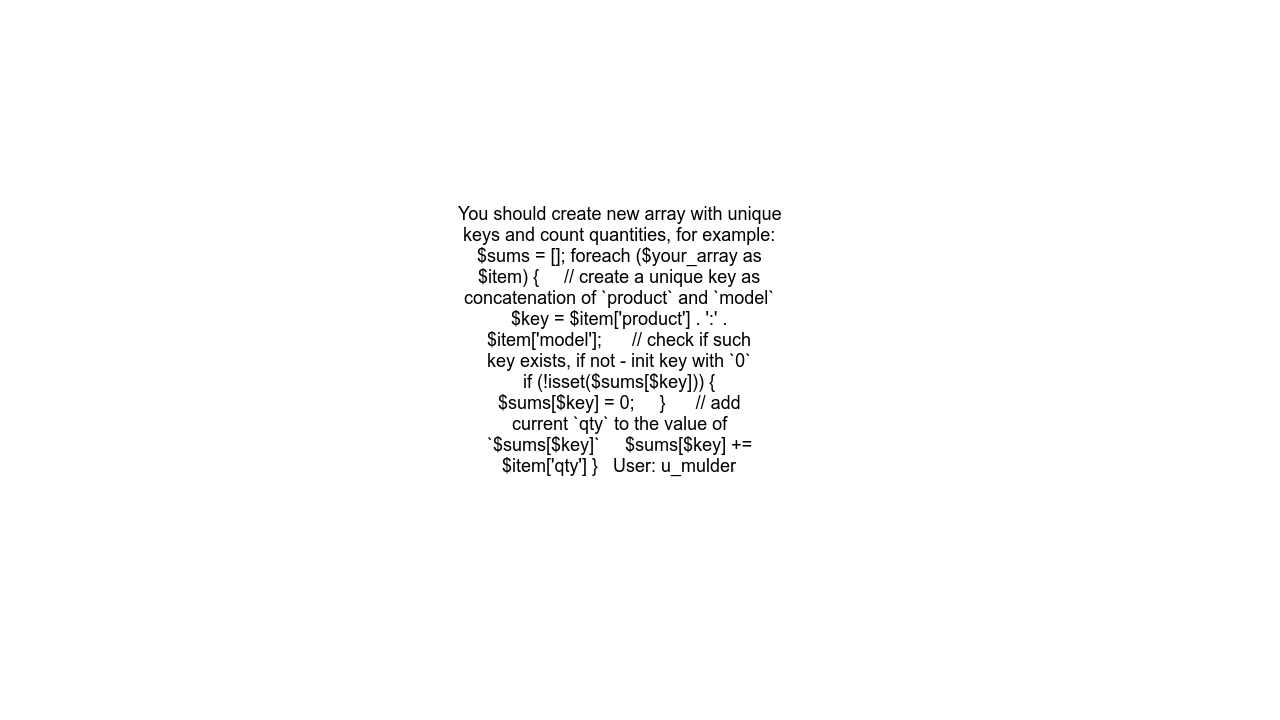 You should create new array with unique
keys and count quantities, for example:
$sums = []; foreach ($your_array as
$item) {     // create a unique key as
concatenation of `product` and `model`
$key = $item['product'] . ':' .
$item['model'];      // check if such
key exists, if not - init key with `0`
if (!isset($sums[$key])) {
$sums[$key] = 0;     }      // add
current `qty` to the value of
`$sums[$key]`     $sums[$key] +=
$item['qty'] }   User: u_mulder